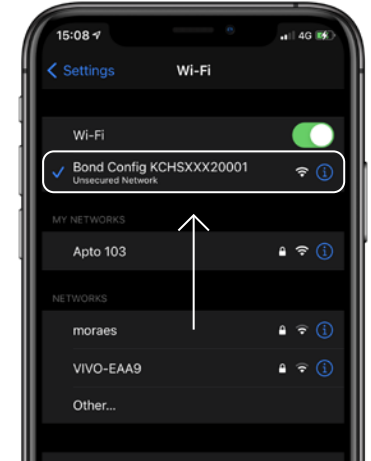 15:08
4G
Settings
Wi-Fi
Wi-Fi
Bond Config KCHSXXX20001
Unsecured Network
MY NETWORKS
Apto 103
NETWORKS
moraes
VIVO-EAA9
Other...